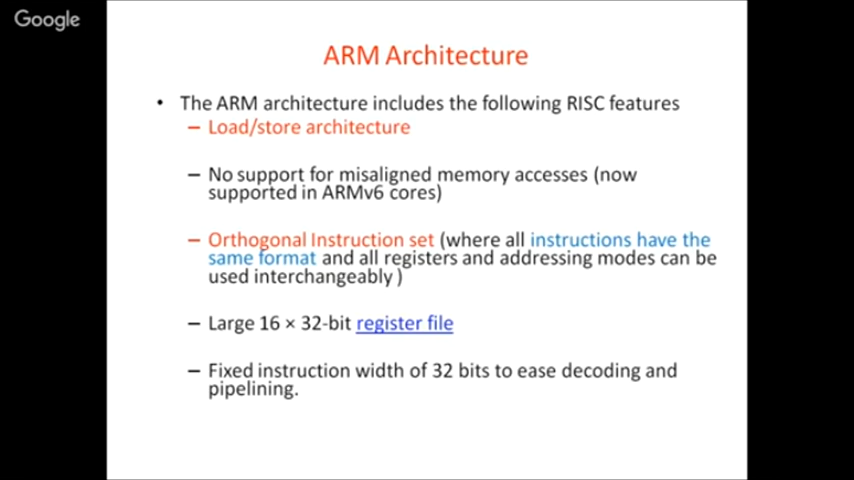 Google
ARM Architecture
• The ARM architecture includes the following RISC features
– Load/store architecture
– No support for misaligned memory accesses (now
supported in ARMv6 cores)
– Orthogonal Instruction set (where all instructions have the
same format and all registers and addressing modes can be
used interchangeably )
– Large 16 × 32-bit register file
– Fixed instruction width of 32 bits to ease decoding and
pipelining.